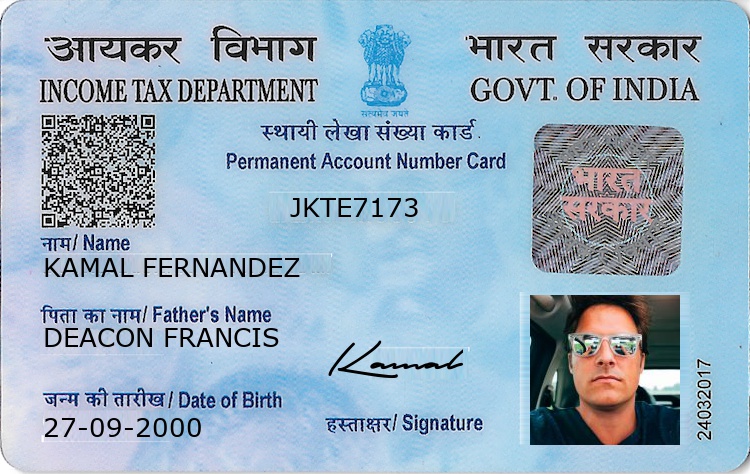 आयकर विभाग
भारत सरकार
INCOME TAX DEPARTMENT
GOVT. OF INDIA
सत्यमेव जयते
स्थायी लेखा संख्या कार्ड
Permanent Account Number Card
JKTE7173
भारत
सरकार
नाम/ Name
KAMAL FERNANDEZ
पिता का नाम/ Father's Name
DEACON FRANCIS
Kamal
जन्म की तारीख / Date of Birth
27-09-2000
हस्ताक्षर/ Signature
24032017